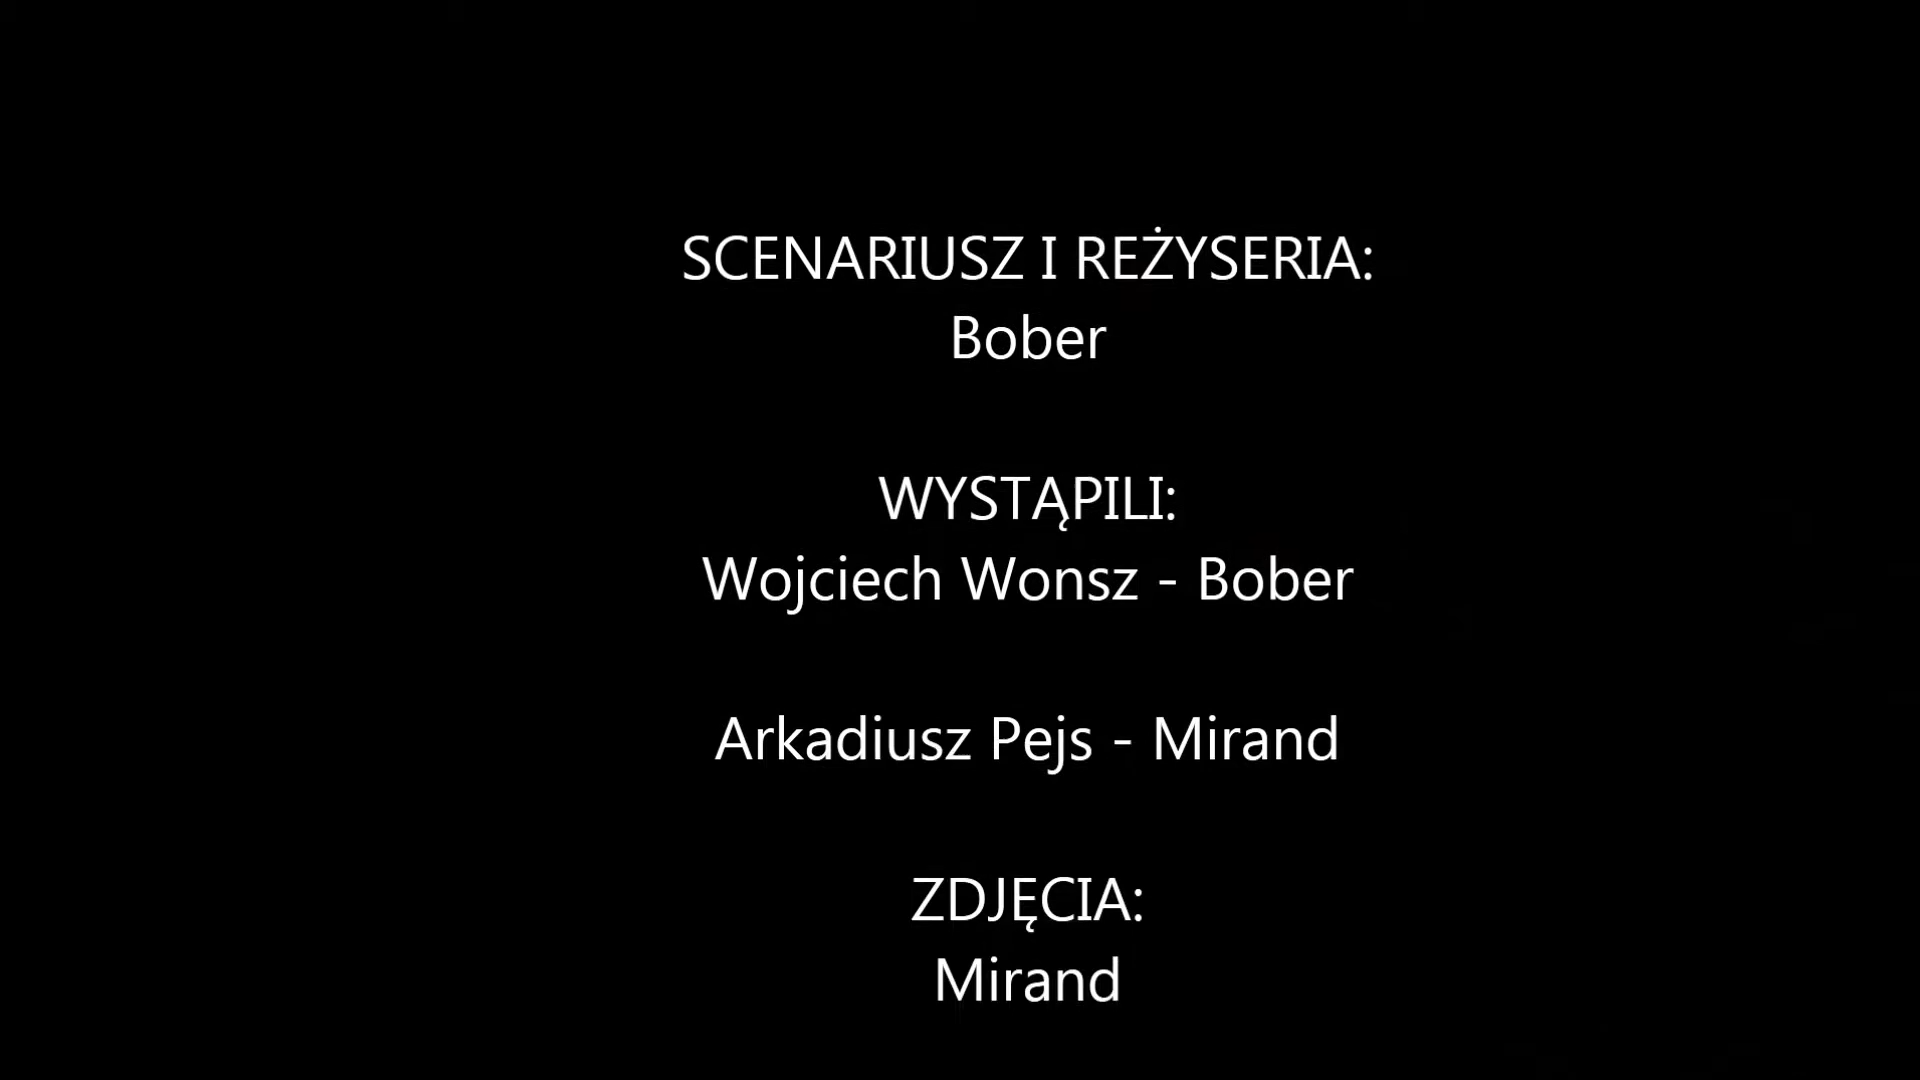 SCENARIUSZ I REŻYSERIA:
Bober
WYSTĄPILI:
Wojciech Wonsz - Bober
Arkadiusz Pejs - Mirand
ZDJĘCIA:
Mirand